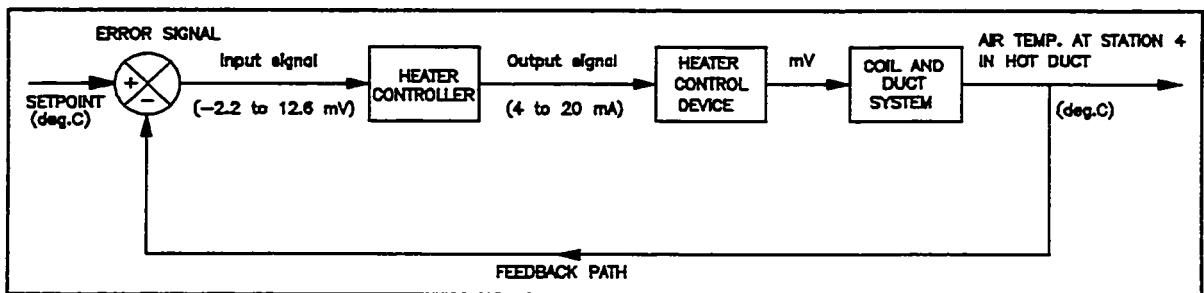 ERROR SIGNAL
+
-
SETPOINT
(deg.C)
Input signal
(-2.2 to 12.6 mV)
HEATER
CONTROLLER
Output signal
(4 to 20 mA)
HEATER
CONTROL
DEVICE
mV
COIL AND
DUCT
SYSTEM
AIR TEMP. AT STATION 4
IN HOT DUCT
(deg.C)
FEEDBACK PATH